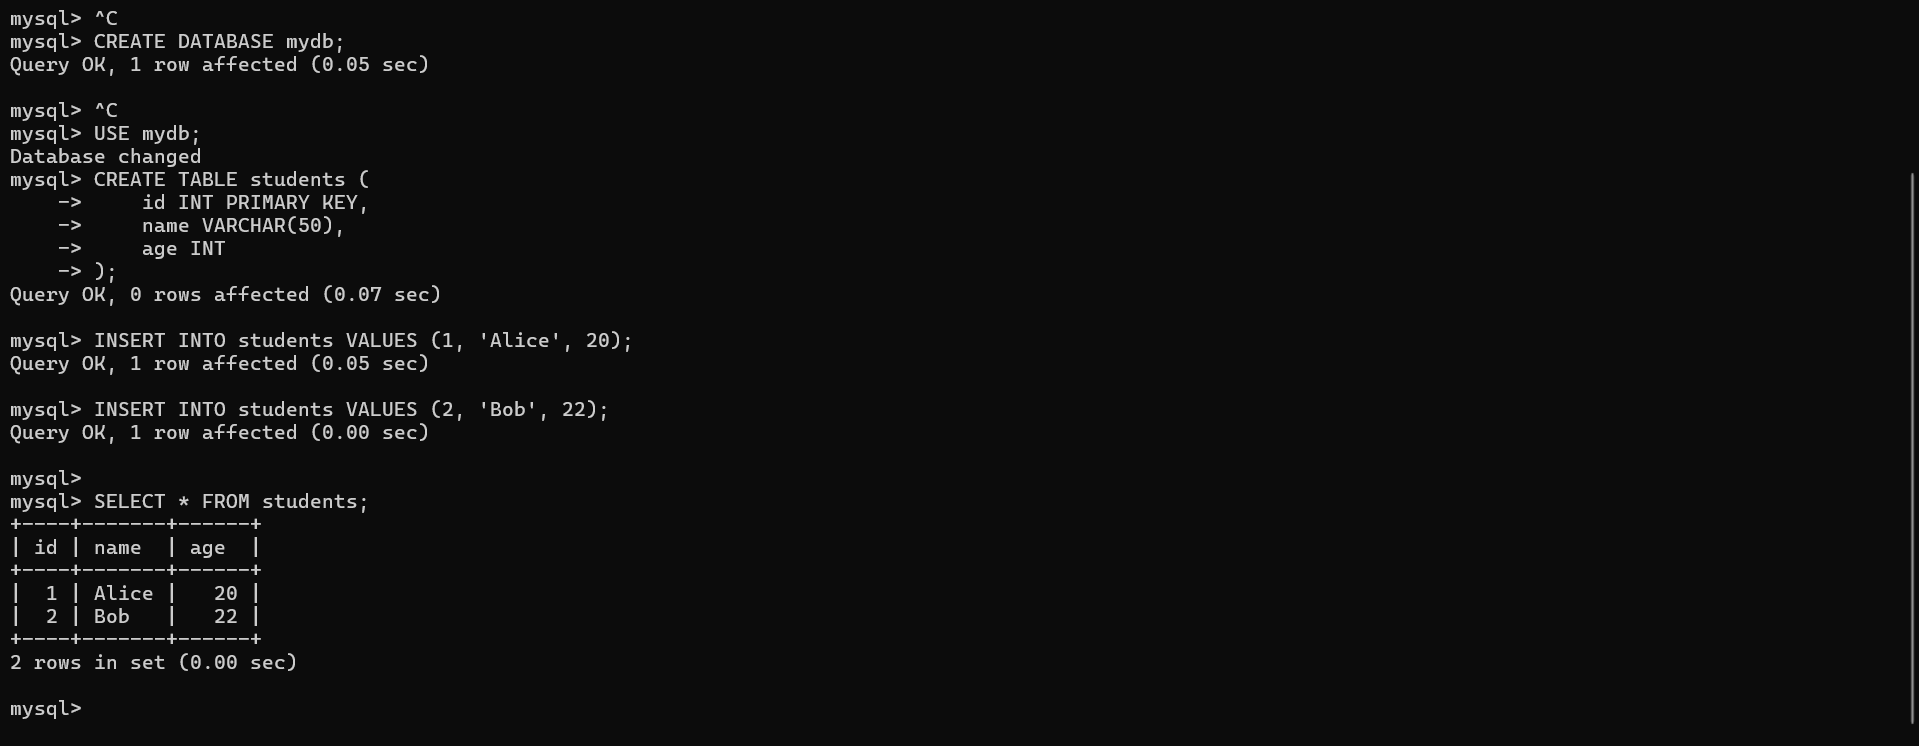 mysql> ^C
mysql> CREATE DATABASE mydb;
Query OK, 1 row affected (0.05 sec)

mysql> ^C
mysql> USE mydb;
Database changed
mysql> CREATE TABLE students (
    ->     id INT PRIMARY KEY,
    ->     name VARCHAR(50),
    ->     age INT
    -> );
Query OK, 0 rows affected (0.07 sec)

mysql> INSERT INTO students VALUES (1, 'Alice', 20);
Query OK, 1 row affected (0.05 sec)

mysql> INSERT INTO students VALUES (2, 'Bob', 22);
Query OK, 1 row affected (0.00 sec)

mysql>
mysql> SELECT * FROM students;
+----+-------+------+
| id | name  | age  |
+----+-------+------+
|  1 | Alice |   20 |
|  2 | Bob   |   22 |
+----+-------+------+
2 rows in set (0.00 sec)

mysql>